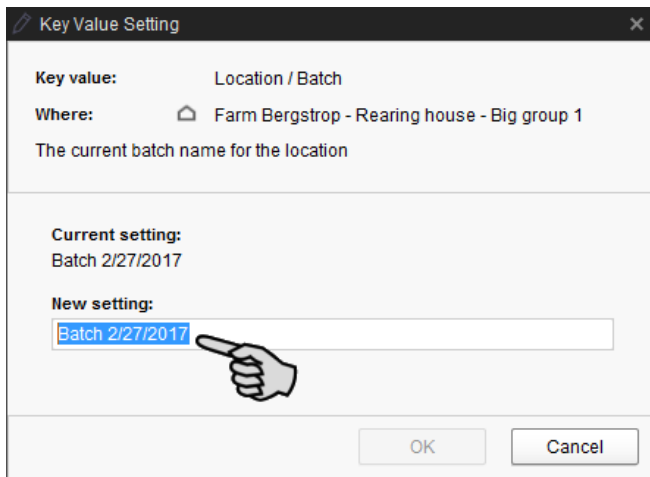 Key Value Setting
Key value: Location / Batch
Where: Farm Bergstrop - Rearing house - Big group 1
The current batch name for the location
Current setting:
Batch 2/27/2017
New setting:
Batch 2/27/2017
OK Cancel